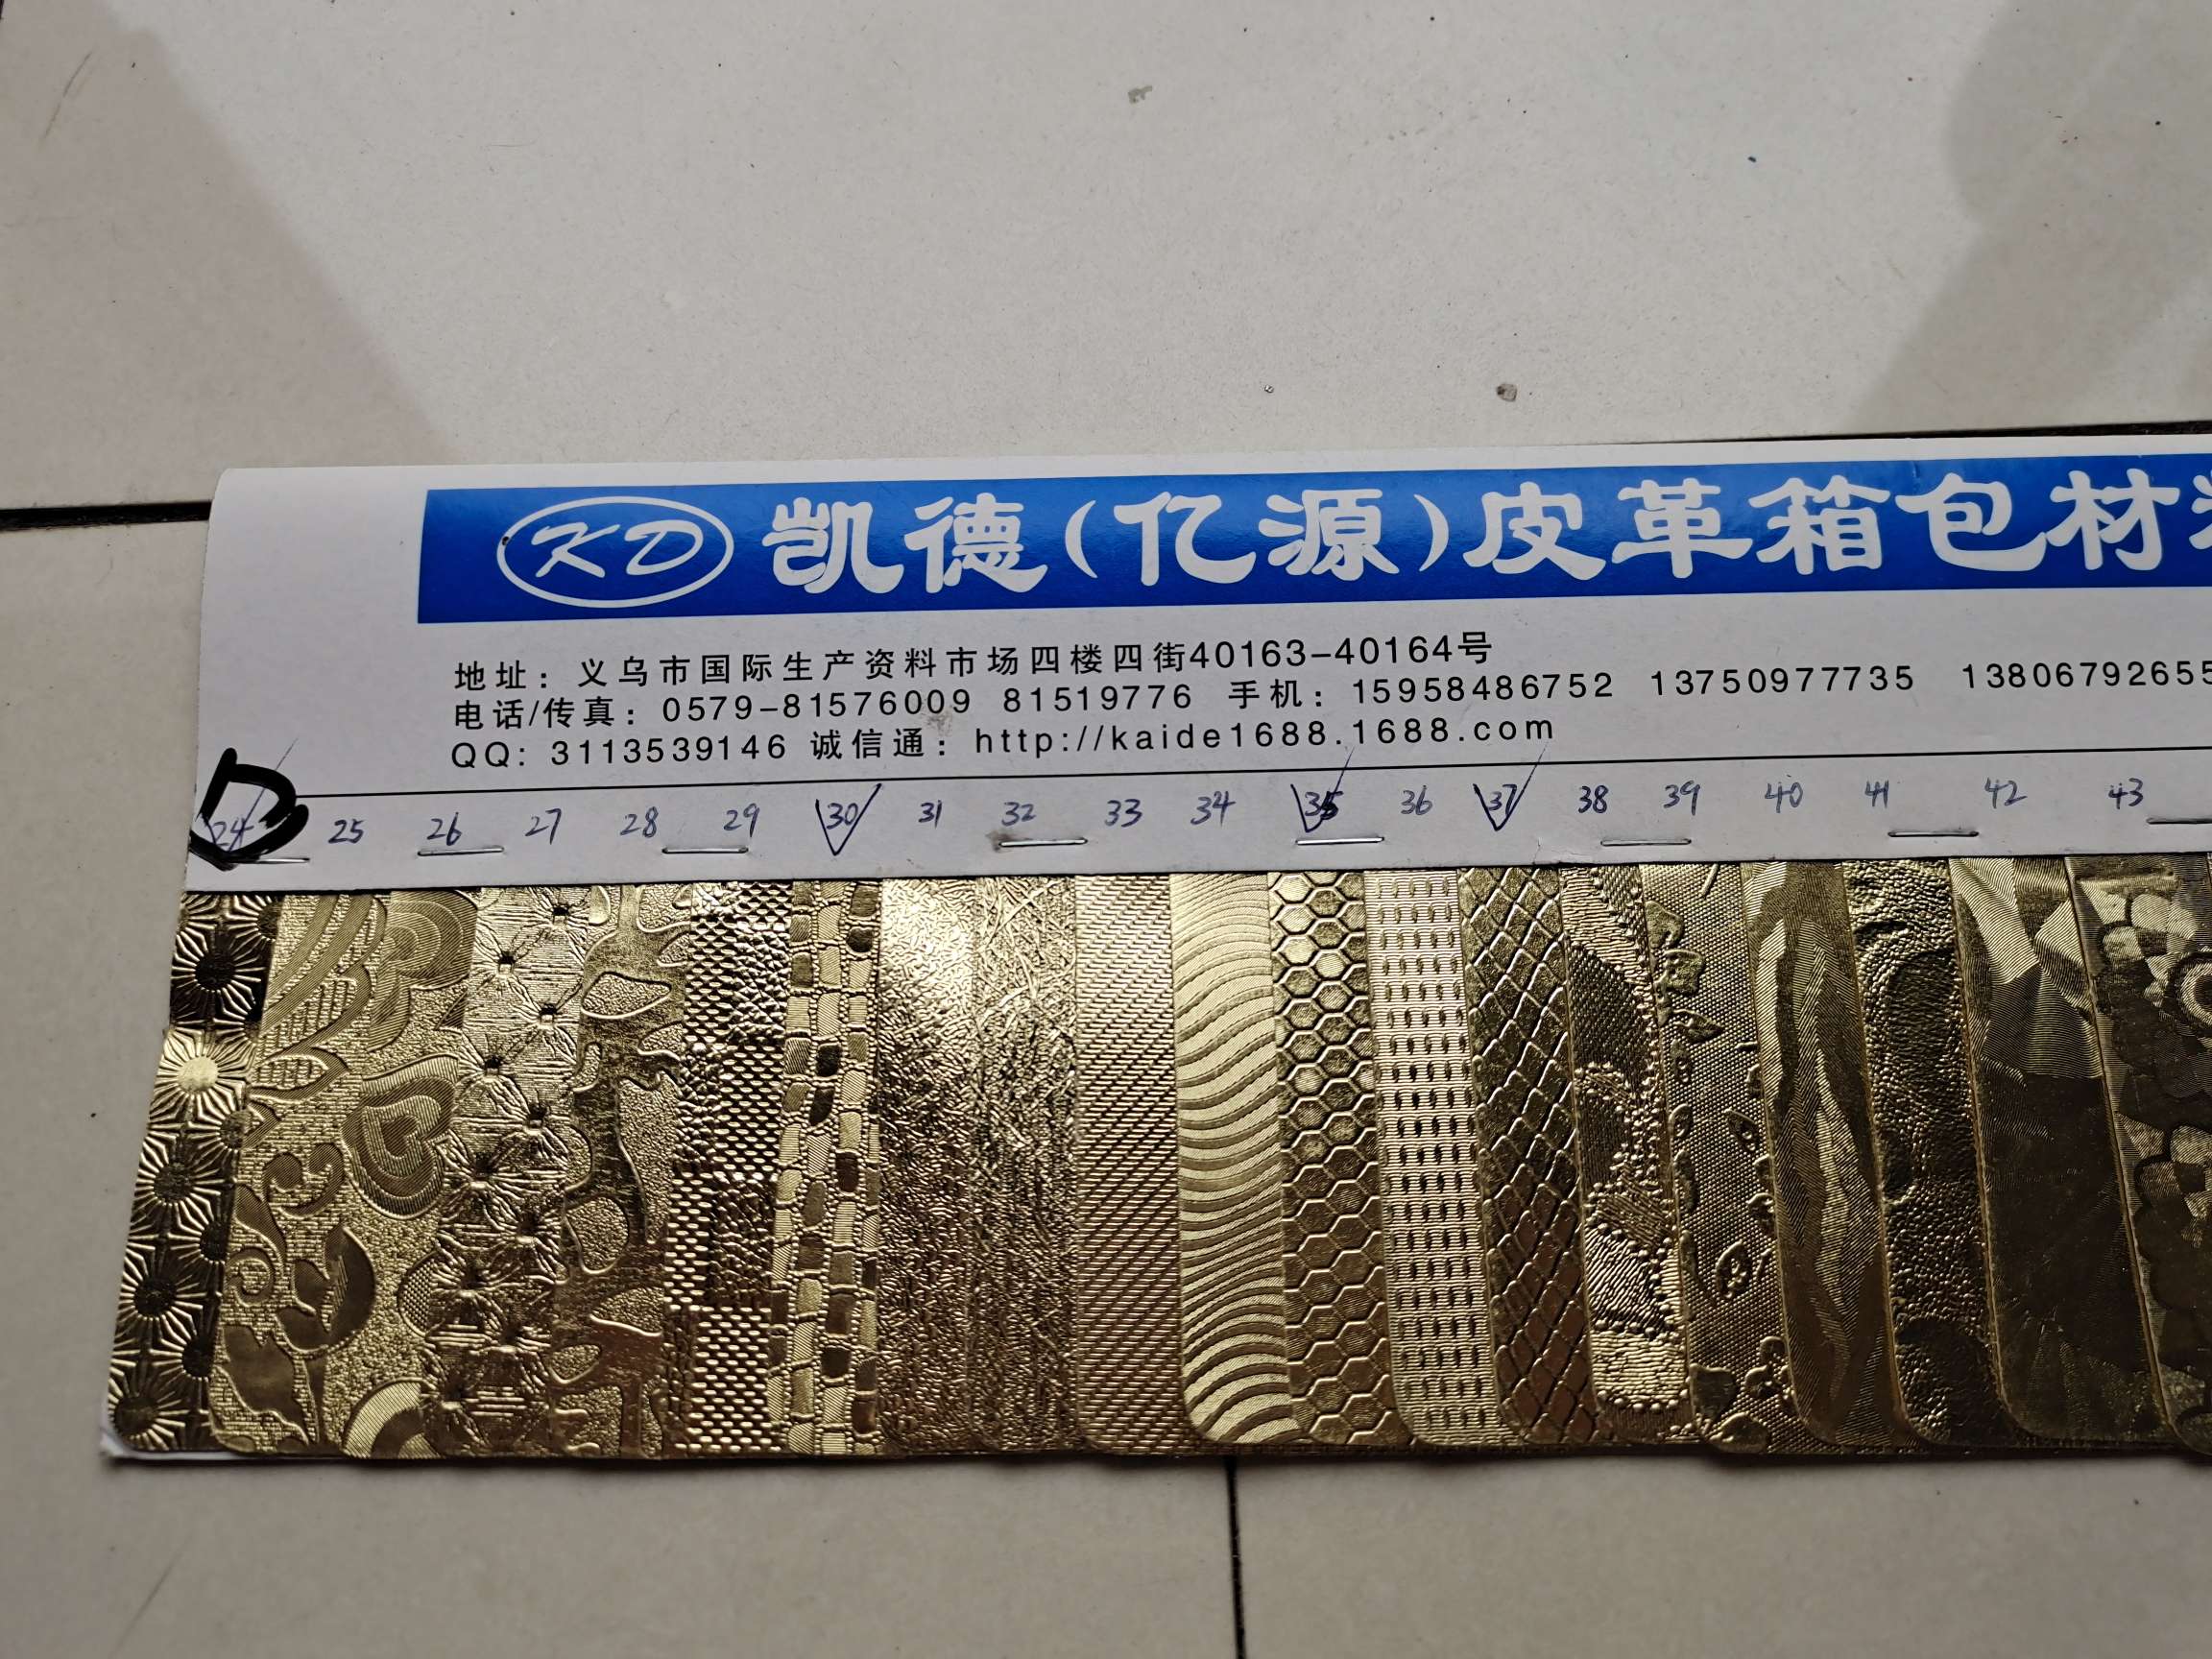 KD 凯德(亿源)皮革箱包材
地址：义乌市国际生产资料市场四楼四街40163-40164号
电话/传真：0579-81576009 81519776 手机：15958486752 13750977735 13806792655
QQ: 3113539146 诚信通：http://kaide1688.1688.com
D
24 25 26 27 28 29 30 31 32 33 34 35 36 37 38 39 40 41 42 43